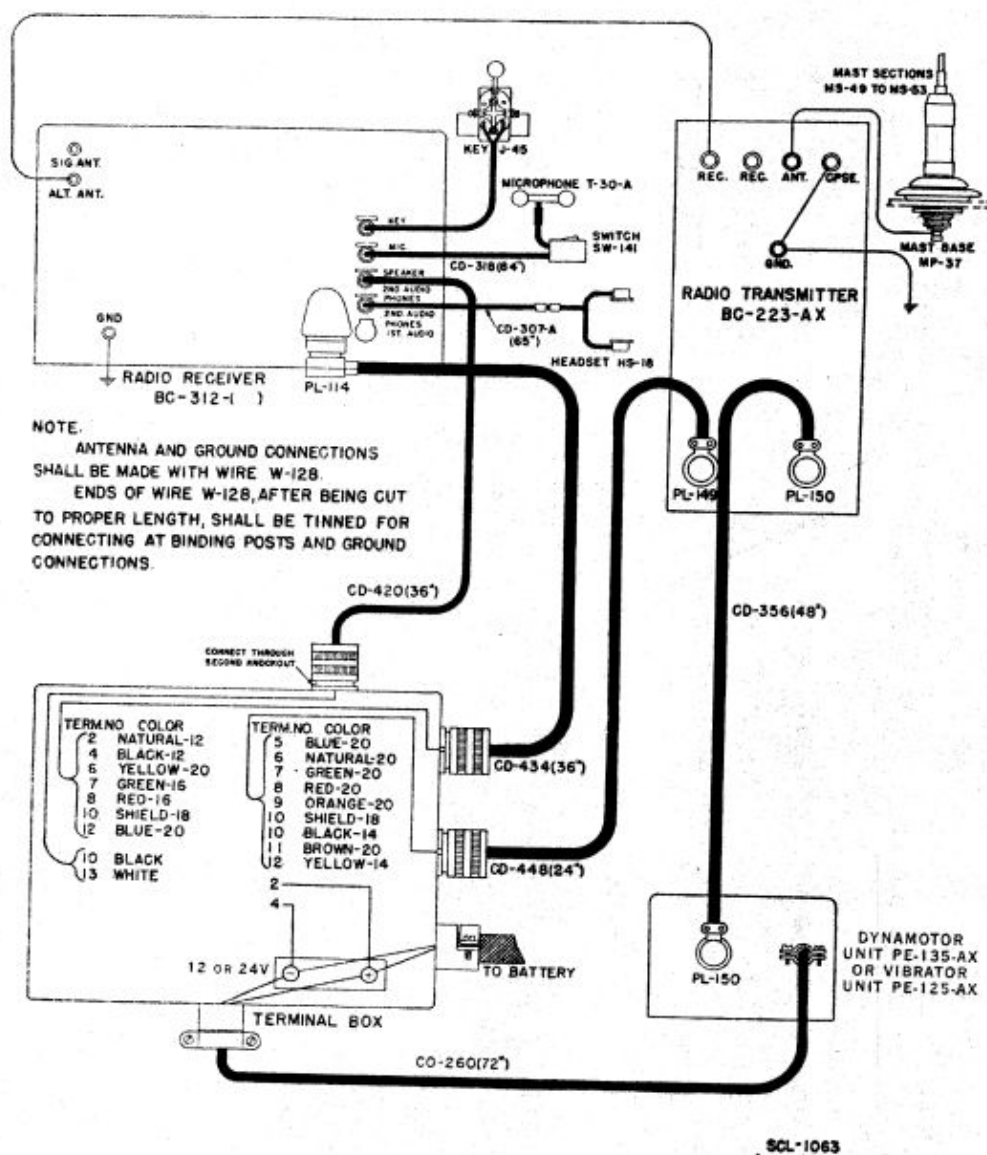 MAST SECTIONS
MS-49 TO MS-53
KEY J-45
SIG ANT.
ALT. ANT.
REC.
REC.
ANT.
CPSE.
MICROPHONE T-30-A
KEY
SWITCH
SW-141
MIC.
CD-318(84")
GND.
MAST BASE
MP-37
SPEAKER
2ND AUDIO
PHONES
2ND. AUDIO
PHONES
1ST. AUDIO
CD-307-A
(65")
HEADSET HS-18
RADIO TRANSMITTER
BC-223-AX
GND
RADIO RECEIVER
BC-312-( )
PL-114
NOTE.
ANTENNA AND GROUND CONNECTIONS
SHALL BE MADE WITH WIRE W-128.
ENDS OF WIRE W-128, AFTER BEING CUT
TO PROPER LENGTH, SHALL BE TINNED FOR
CONNECTING AT BINDING POSTS AND GROUND
CONNECTIONS.
PL-149
PL-150
CD-420(36")
CD-356(48")
CONNECT THROUGH
SECOND KNOCKOUT
TERM.NO. COLOR
2 NATURAL-12
4 BLACK-12
6 YELLOW-20
7 GREEN-16
8 RED-16
10 SHIELD-18
12 BLUE-20
10 BLACK
13 WHITE
TERM.NO. COLOR
5 BLUE-20
6 NATURAL-20
7 GREEN-20
8 RED-20
9 ORANGE-20
10 SHIELD-18
10 BLACK-14
11 BROWN-20
12 YELLOW-14
CD-434(36")
CD-448(24")
2
4
12 OR 24V
TO BATTERY
TERMINAL BOX
PL-150
DYNAMOTOR
UNIT PE-135-AX
OR VIBRATOR
UNIT PE-125-AX
CO-260(72")
SCL-1063